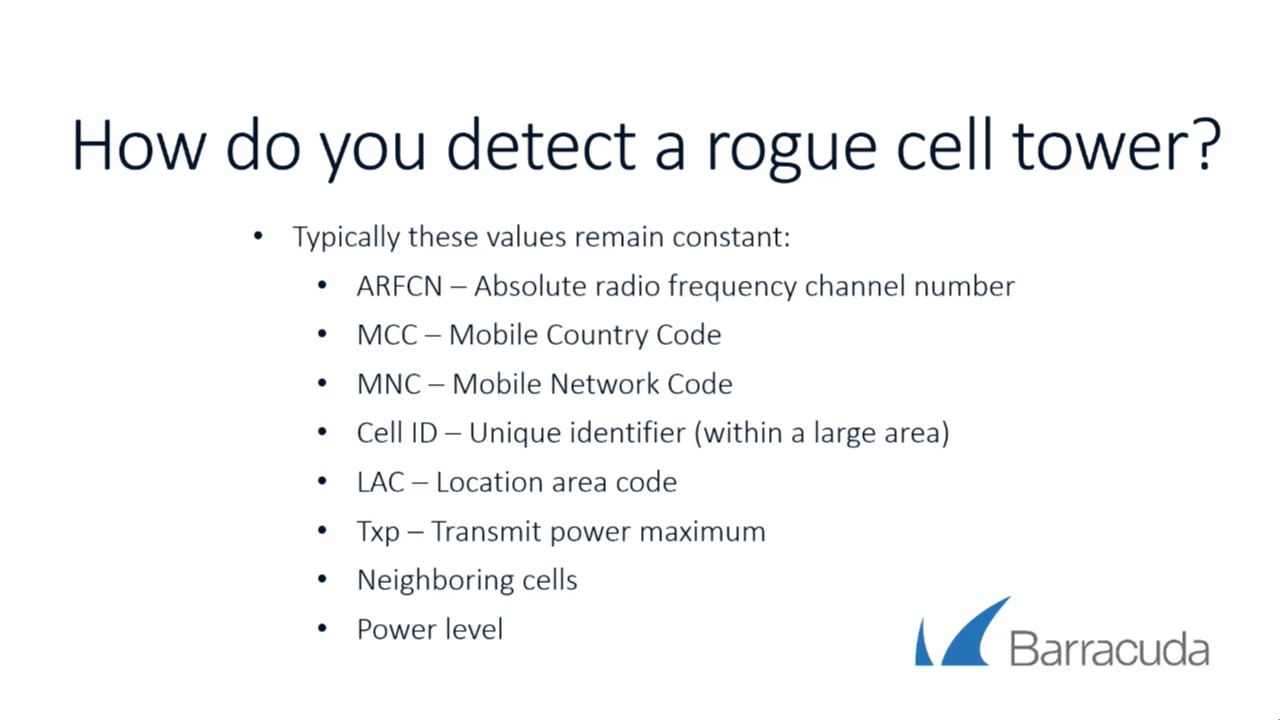 How do you detect a rogue cell tower?
• Typically these values remain constant:
• ARFCN – Absolute radio frequency channel number
• MCC – Mobile Country Code
• MNC – Mobile Network Code
• Cell ID – Unique identifier (within a large area)
• LAC – Location area code
• Txp – Transmit power maximum
• Neighboring cells
• Power level
Barracuda